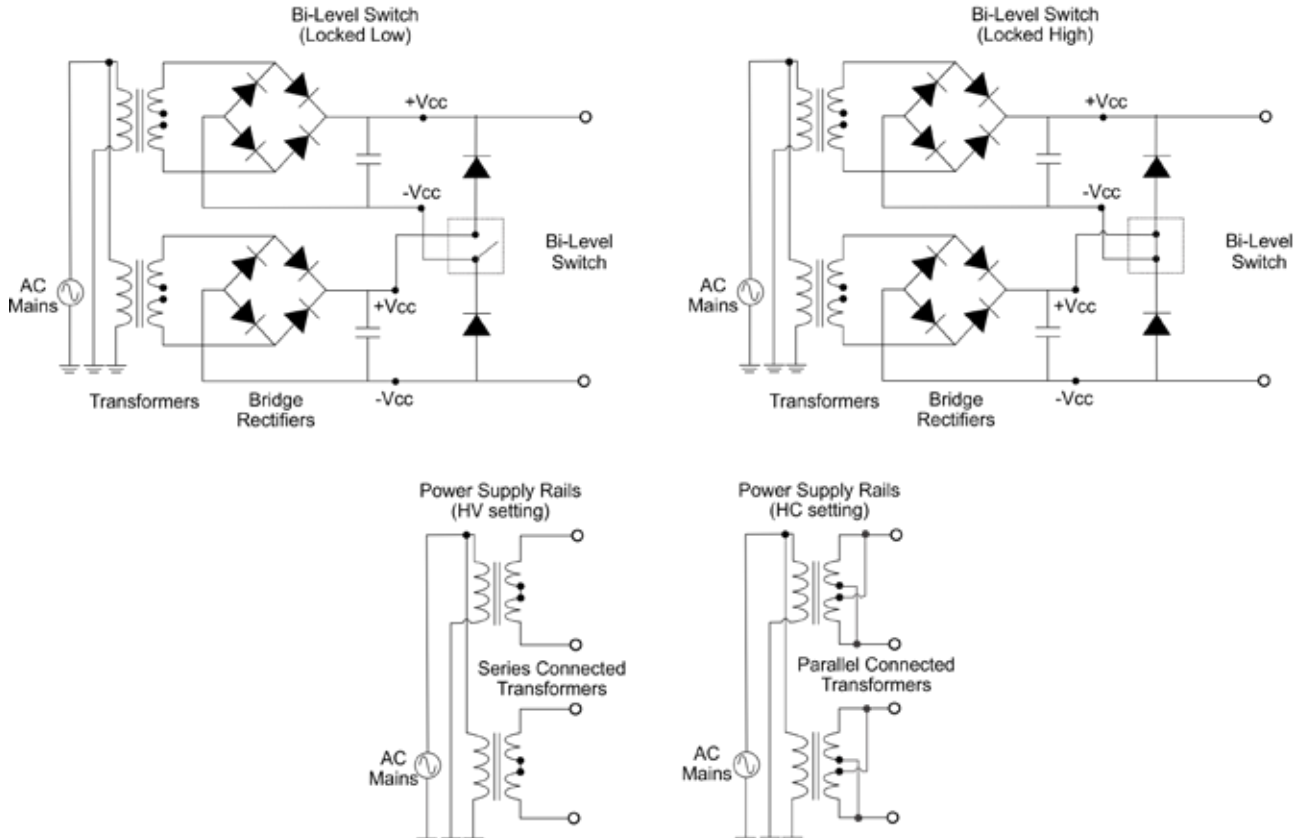 Bi-Level Switch
(Locked Low)
+Vcc
-Vcc
Bi-Level
Switch
AC
Mains
+Vcc
-Vcc
Transformers
Bridge
Rectifiers
Bi-Level Switch
(Locked High)
+Vcc
-Vcc
Bi-Level
Switch
AC
Mains
+Vcc
-Vcc
Transformers
Bridge
Rectifiers
Power Supply Rails
(HV setting)
Series Connected
Transformers
AC
Mains
Power Supply Rails
(HC setting)
Parallel Connected
Transformers
AC
Mains